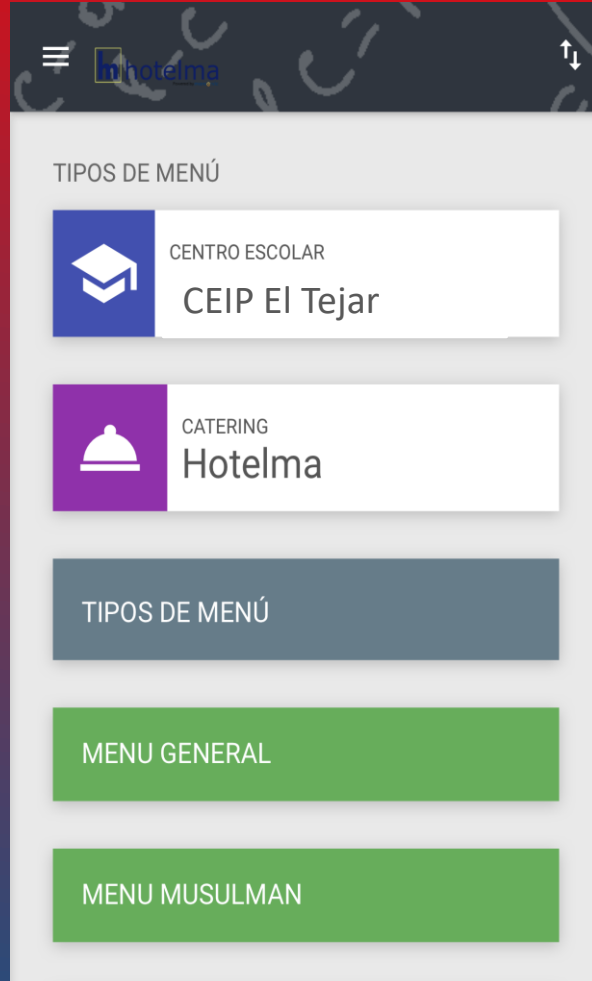 hotelma
TIPOS DE MENÚ
CENTRO ESCOLAR
CEIP El Tejar
CATERING
Hotelma
TIPOS DE MENÚ
MENU GENERAL
MENU MUSULMAN